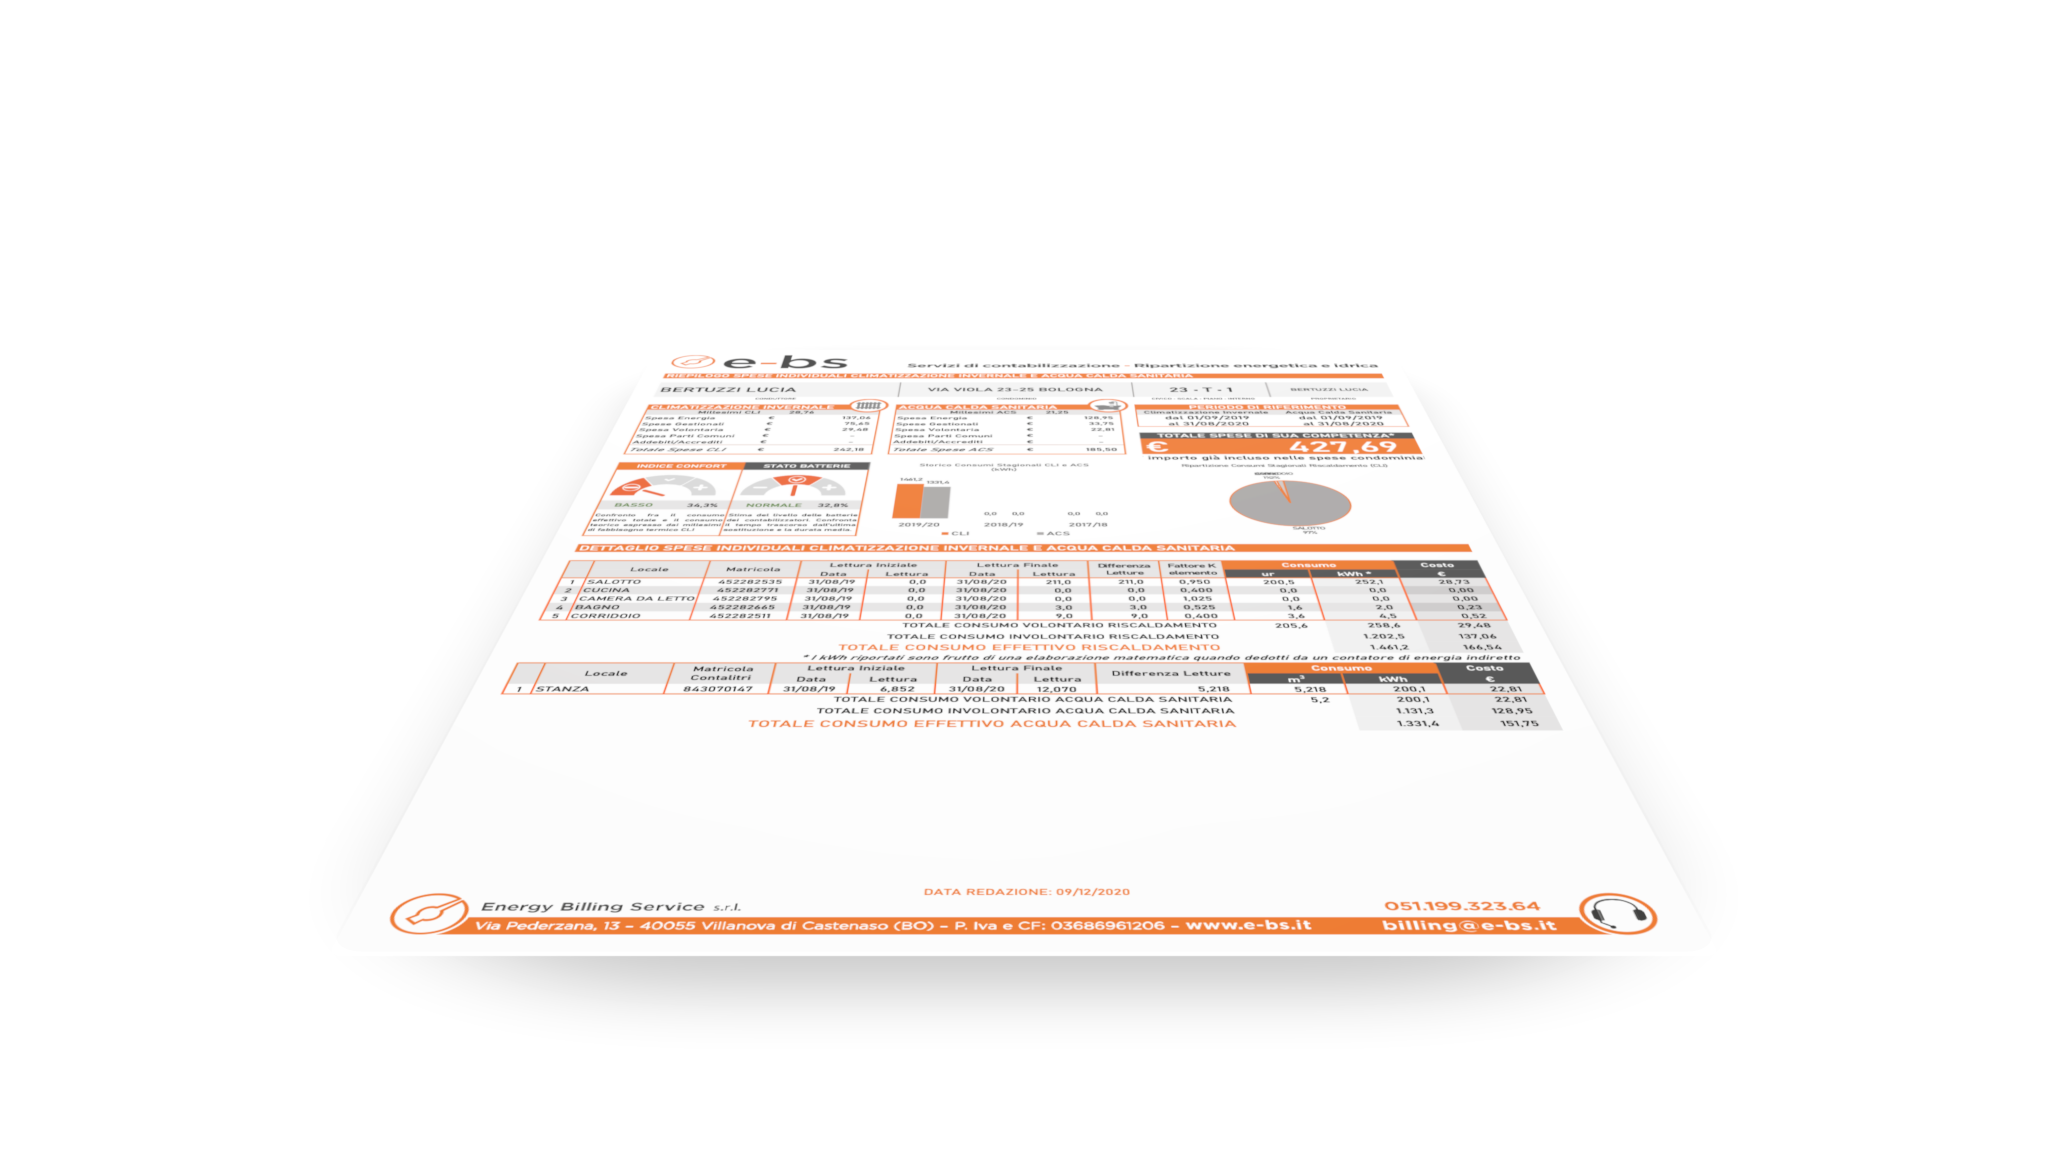 e-bs
Servizi di contabilizzazione - Ripartizione energetica e idrica
RIEPILOGO SPESE INDIVIDUALI CLIMATIZZAZIONE INVERNALE E ACQUA CALDA SANITARIA
BERTUZZI LUCIA VIA VIOLA 23-25 BOLOGNA 23 - T - 1 BERTUZZI LUCIA
CLIMATIZZAZIONE INVERNALE
Millesimi CLI 28,76
Spesa Energia € 137,06
Spese Gestionali € 75,65
Spesa Volontaria € 29,48
Spesa Parti Comuni € -
Addebiti/Accrediti €
Totale Spese CLI € 242,18
ACQUA CALDA SANITARIA
Millesimi ACS 21,25
Spesa Energia € 128,95
Spese Gestionali € 33,75
Spesa Volontaria € 22,81
Spesa Parti Comuni € -
Addebiti/Accrediti €
Totale Spese ACS € 185,50
PERIODO DI RIFERIMENTO
Climatizzazione Invernale Acqua Calda Sanitaria
dal 01/09/2019 dal 01/09/2019
al 31/08/2020 al 31/08/2020
TOTALE SPESE DI SUA COMPETENZA*
€ 427,69
Importo già incluso nelle spese condominia
INDICE CONFORT STATO BATTERIE
BASSO 34,3% NORMALE 32,8%
Confronto fra il consumo
effettivo totale e il consumo
teorico espresso dai millesimi
di fabbisogno termico CLI
Stima del livello delle batterie
dei contabilizzatori. Confronta
il tempo trascorso dall'ultima
sostituzione e la durata media.
Storico Consumi Stagionali CLI e ACS
(kWh)
1461,2 1331,4
0,0 0,0 0,0 0,0
2019/20 2018/19 2017/18
CLI ACS
Ripartizione Consumi Stagionali Riscaldamento (CLI)
SALOTTO
97%
DETTAGLIO SPESE INDIVIDUALI CLIMATIZZAZIONE INVERNALE E ACQUA CALDA SANITARIA
Locale Matricola Lettura Iniziale Lettura Finale Differenza Letture Fattore K elemento Consumo Costo
Data Lettura Data Lettura ur kWh * €
1 SALOTTO 452282535 31/08/19 0,0 31/08/20 211,0 211,0 0,950 200,5 252,1 28,73
2 CUCINA 452282771 31/08/19 0,0 31/08/20 0,0 0,0 0,400 0,0 0,0 0,00
3 CAMERA DA LETTO 452282795 31/08/19 0,0 31/08/20 0,0 0,0 1,025 0,0 0,0 0,00
4 BAGNO 452282665 31/08/19 0,0 31/08/20 3,0 3,0 0,525 1,6 2,0 0,23
5 CORRIDOIO 452282511 31/08/19 0,0 31/08/20 9,0 9,0 0,400 3,6 4,5 0,52
TOTALE CONSUMO VOLONTARIO RISCALDAMENTO 205,6 258,6 29,48
TOTALE CONSUMO INVOLONTARIO RISCALDAMENTO 1.202,5 137,06
TOTALE CONSUMO EFFETTIVO RISCALDAMENTO 1.461,2 166,54
* I kWh riportati sono frutto di una elaborazione matematica quando dedotti da un contatore di energia indiretto
Locale Matricola Contalitri Lettura Iniziale Lettura Finale Differenza Letture Consumo Costo
Data Lettura Data Lettura m³ kWh €
1 STANZA 843070147 31/08/19 6,852 31/08/20 12,070 5,218 5,218 200,1 22,81
TOTALE CONSUMO VOLONTARIO ACQUA CALDA SANITARIA 5,2 200,1 22,81
TOTALE CONSUMO INVOLONTARIO ACQUA CALDA SANITARIA 1.131,3 128,95
TOTALE CONSUMO EFFETTIVO ACQUA CALDA SANITARIA 1.331,4 151,75
DATA REDAZIONE: 09/12/2020
Energy Billing Service s.r.l.
051.199.323.64
Via Pederzana, 13 - 40055 Villanova di Castenaso (BO) - P. Iva e CF: 03686961206 - www.e-bs.it
billing@e-bs.it